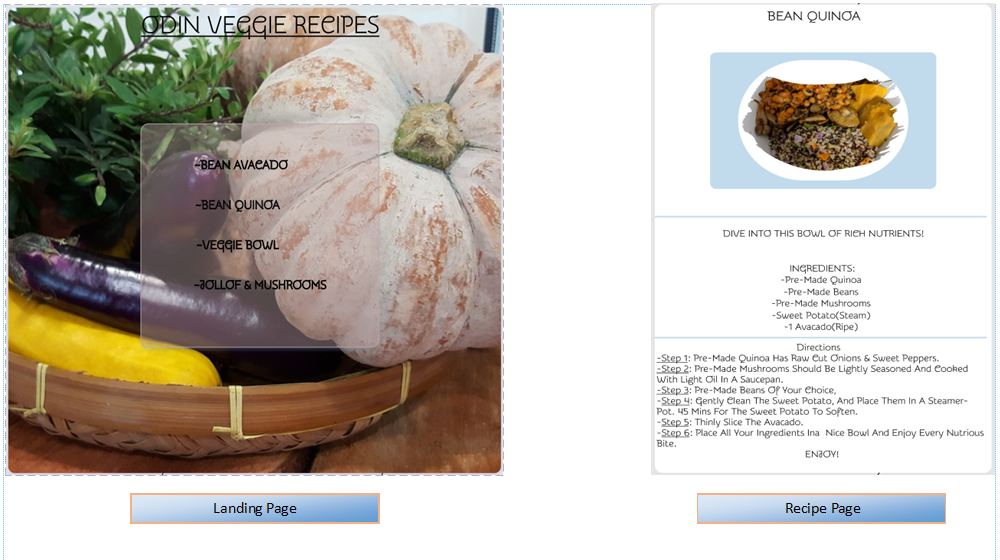 ODIN VEGGIE RECIPES
-BEAN AVACADO
-BEAN QUINOA
-VEGGIE BOWL
-JOLLOF & MUSHROOMS
Landing Page
BEAN QUINOA
DIVE INTO THIS BOWL OF RICH NUTRIENTS!
INGREDIENTS:
-Pre-Made Quinoa
-Pre-Made Beans
-Pre-Made Mushrooms
-Sweet Potato(Steam)
-1 Avacado(Ripe)
Directions
-Step 1: Pre-Made Quinoa Has Raw Cut Onions & Sweet Peppers.
-Step 2: Pre-Made Mushrooms Should Be Lightly Seasoned And Cooked
With Light Oil In A Saucepan.
-Step 3: Pre-Made Beans Of Your Choice,
-Step 4: Gently Clean The Sweet Potato, And Place Them In A Steamer-
Pot. 45 Mins For The Sweet Potato To Soften.
-Step 5: Thinly Slice The Avacado.
-Step 6: Place All Your Ingredients Ina Nice Bowl And Enjoy Every Nutrious
Bite.
ENJOY!
Recipe Page